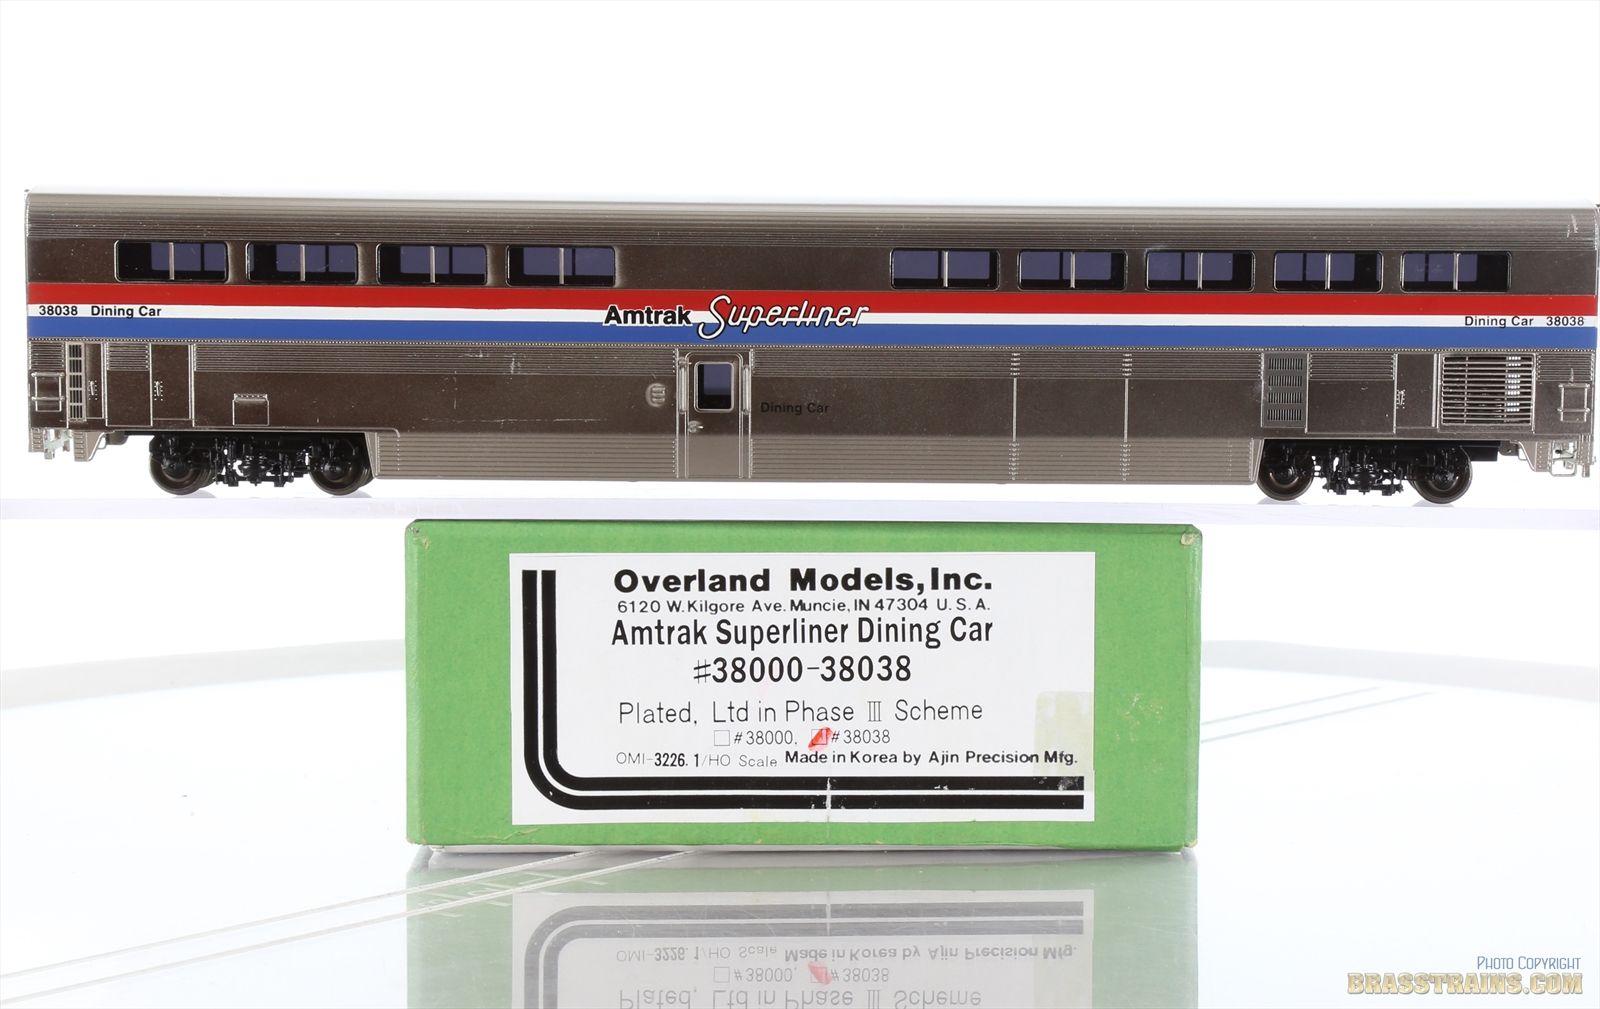 38038 Dining Car
Amtrak Superliner
Dining Car 38038
Dining Car
Overland Models, Inc.
6120 W. Kilgore Ave. Muncie, IN 47304 U. S. A.
Amtrak Superliner Dining Car
#38000-38038
Plated, Ltd in Phase III Scheme
#38000, #38038
OMI-3226.1/HO Scale Made in Korea by Ajin Precision Mfg.
PHOTO COPYRIGHT
BRASSTRAINS.COM